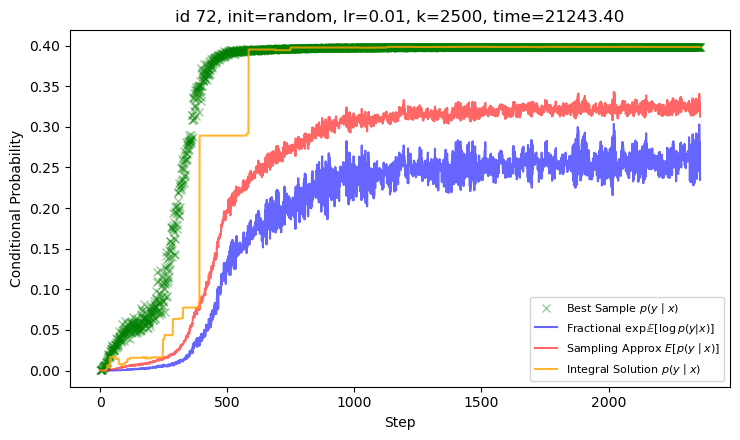 id 72, init=random, lr=0.01, k=2500, time=21243.40
Conditional Probability
0.40
0.35
0.30
0.25
0.20
0.15
0.10
0.05
0.00
0
500
1000
1500
2000
Step
Best Sample p(y | x)
Fractional exp𝔼[log p(y|x)]
Sampling Approx E[p(y | x)]
Integral Solution p(y | x)